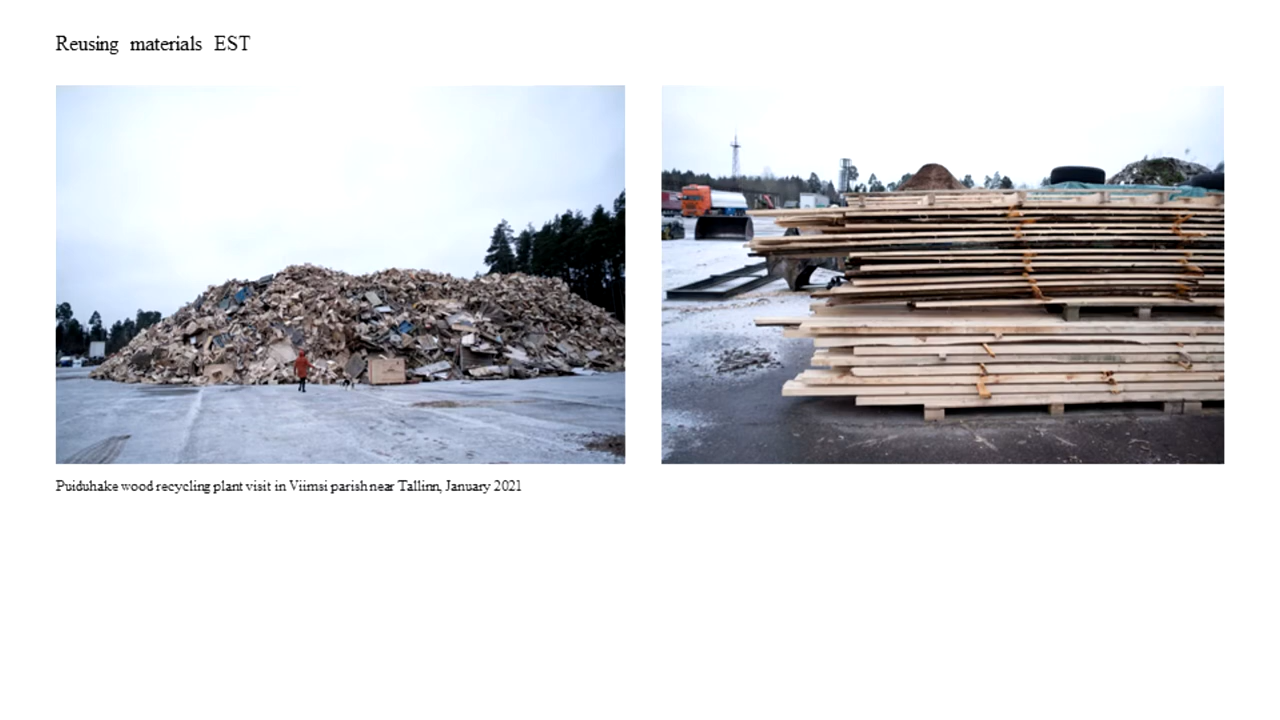 Reusing materials EST
Puiduhake wood recycling plant visit in Viimsi parish near Tallinn, January 2021